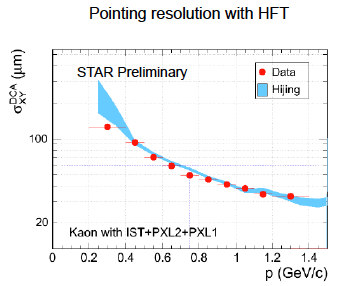 Pointing resolution with HFT
σ_XY^DCA (μm)
STAR Preliminary
Data
Hijing
100
20
Kaon with IST+PXL2+PXL1
0 0.2 0.4 0.6 0.8 1 1.2 1.4
p (GeV/c)